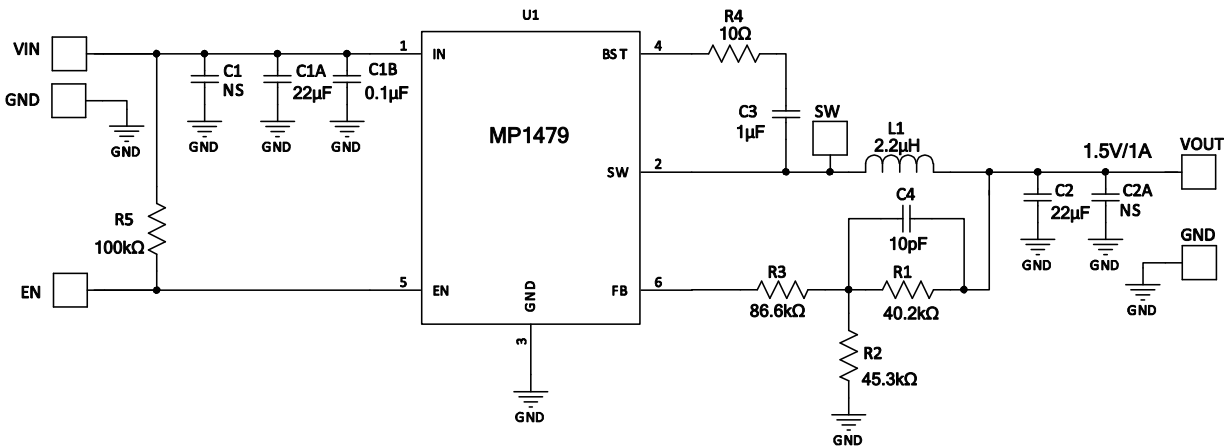 U1
VIN
1
IN
BST
4
R4
10Ω
C1
NS
C1A
22μF
C1B
0.1μF
GND
GND
GND
GND
GND
MP1479
C3
1μF
SW
L1
2.2μH
1.5V/1A
VOUT
SW
2
C2
22μF
C2A
NS
C4
10pF
R5
100kΩ
GND
GND
GND
GND
EN
5
EN
GND
3
FB
6
R3
86.6kΩ
R1
40.2kΩ
R2
45.3kΩ
GND
GND